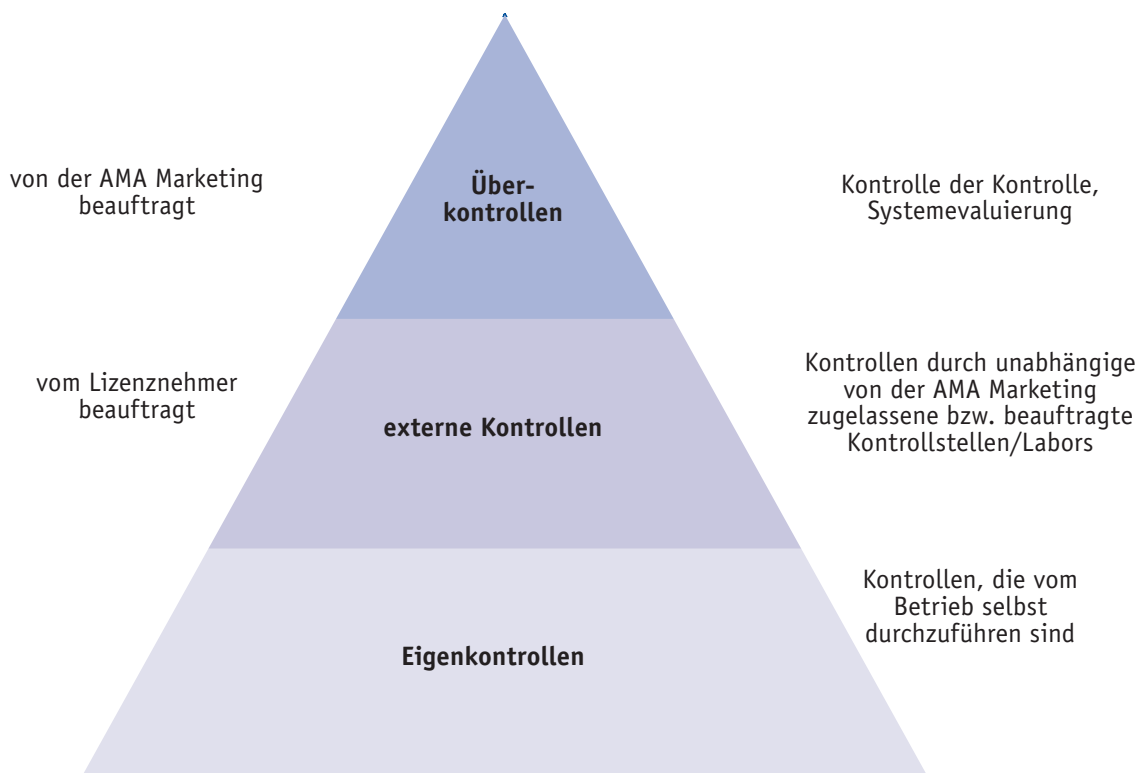 von der AMA Marketing
beauftragt
Über-
kontrollen
Kontrolle der Kontrolle,
Systemevaluierung
vom Lizenznehmer
beauftragt
externe Kontrollen
Kontrollen durch unabhängige
von der AMA Marketing
zugelassene bzw. beauftragte
Kontrollstellen/Labors
Eigenkontrollen
Kontrollen, die vom
Betrieb selbst
durchzuführen sind